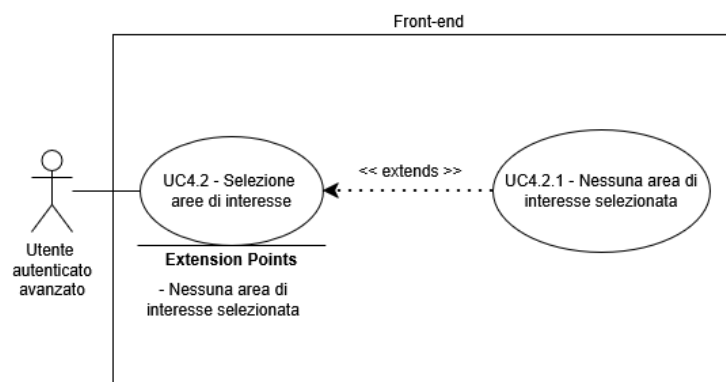 Front-end
UC4.2 - Selezione
aree di interesse
<< extends >>
UC4.2.1 - Nessuna area di
interesse selezionata
Utente
autenticato
avanzato
Extension Points
- Nessuna area di
interesse selezionata